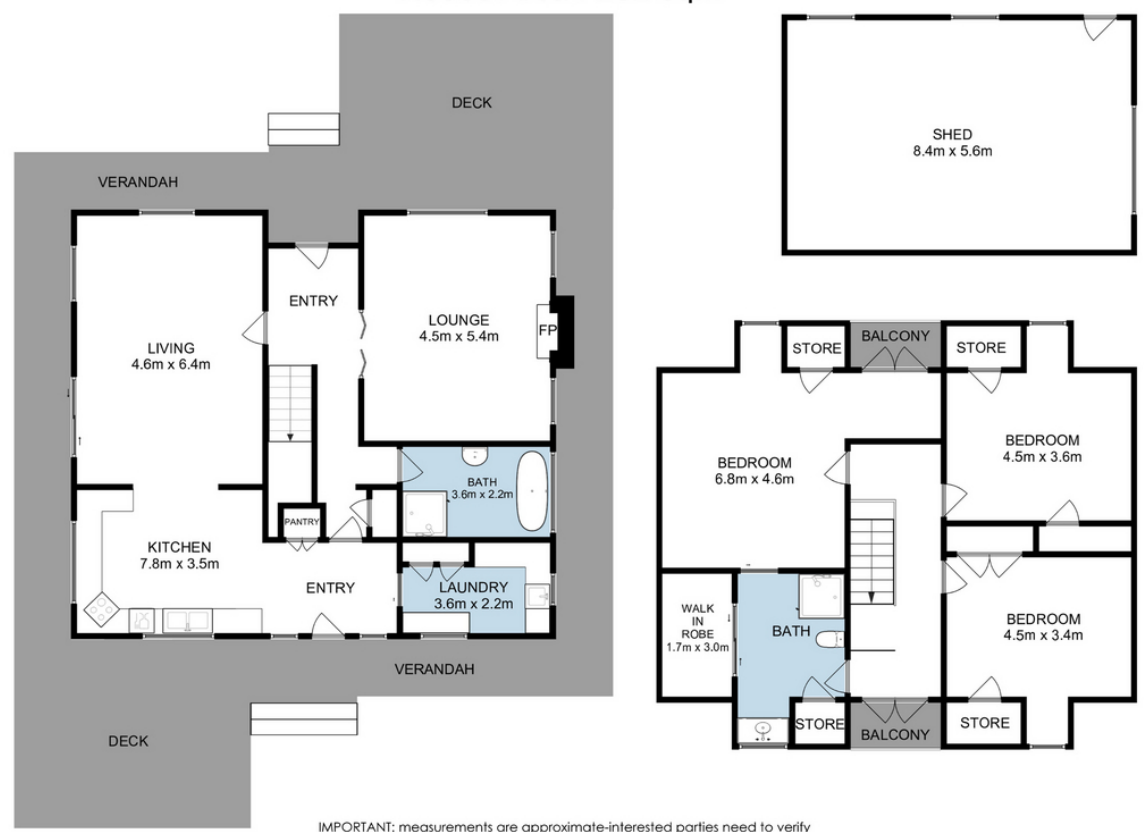 DECK
VERANDAH
ENTRY
LIVING
4.6m x 6.4m
LOUNGE
4.5m x 5.4m
FP
BATH
3.6m x 2.2m
PANTRY
KITCHEN
7.8m x 3.5m
ENTRY
LAUNDRY
3.6m x 2.2m
VERANDAH
DECK
SHED
8.4m x 5.6m
STORE
BALCONY
STORE
BEDROOM
6.8m x 4.6m
BEDROOM
4.5m x 3.6m
WALK
IN
ROBE
1.7m x 3.0m
BATH
BEDROOM
4.5m x 3.4m
STORE
BALCONY
STORE
IMPORTANT: measurements are approximate-interested parties need to verify